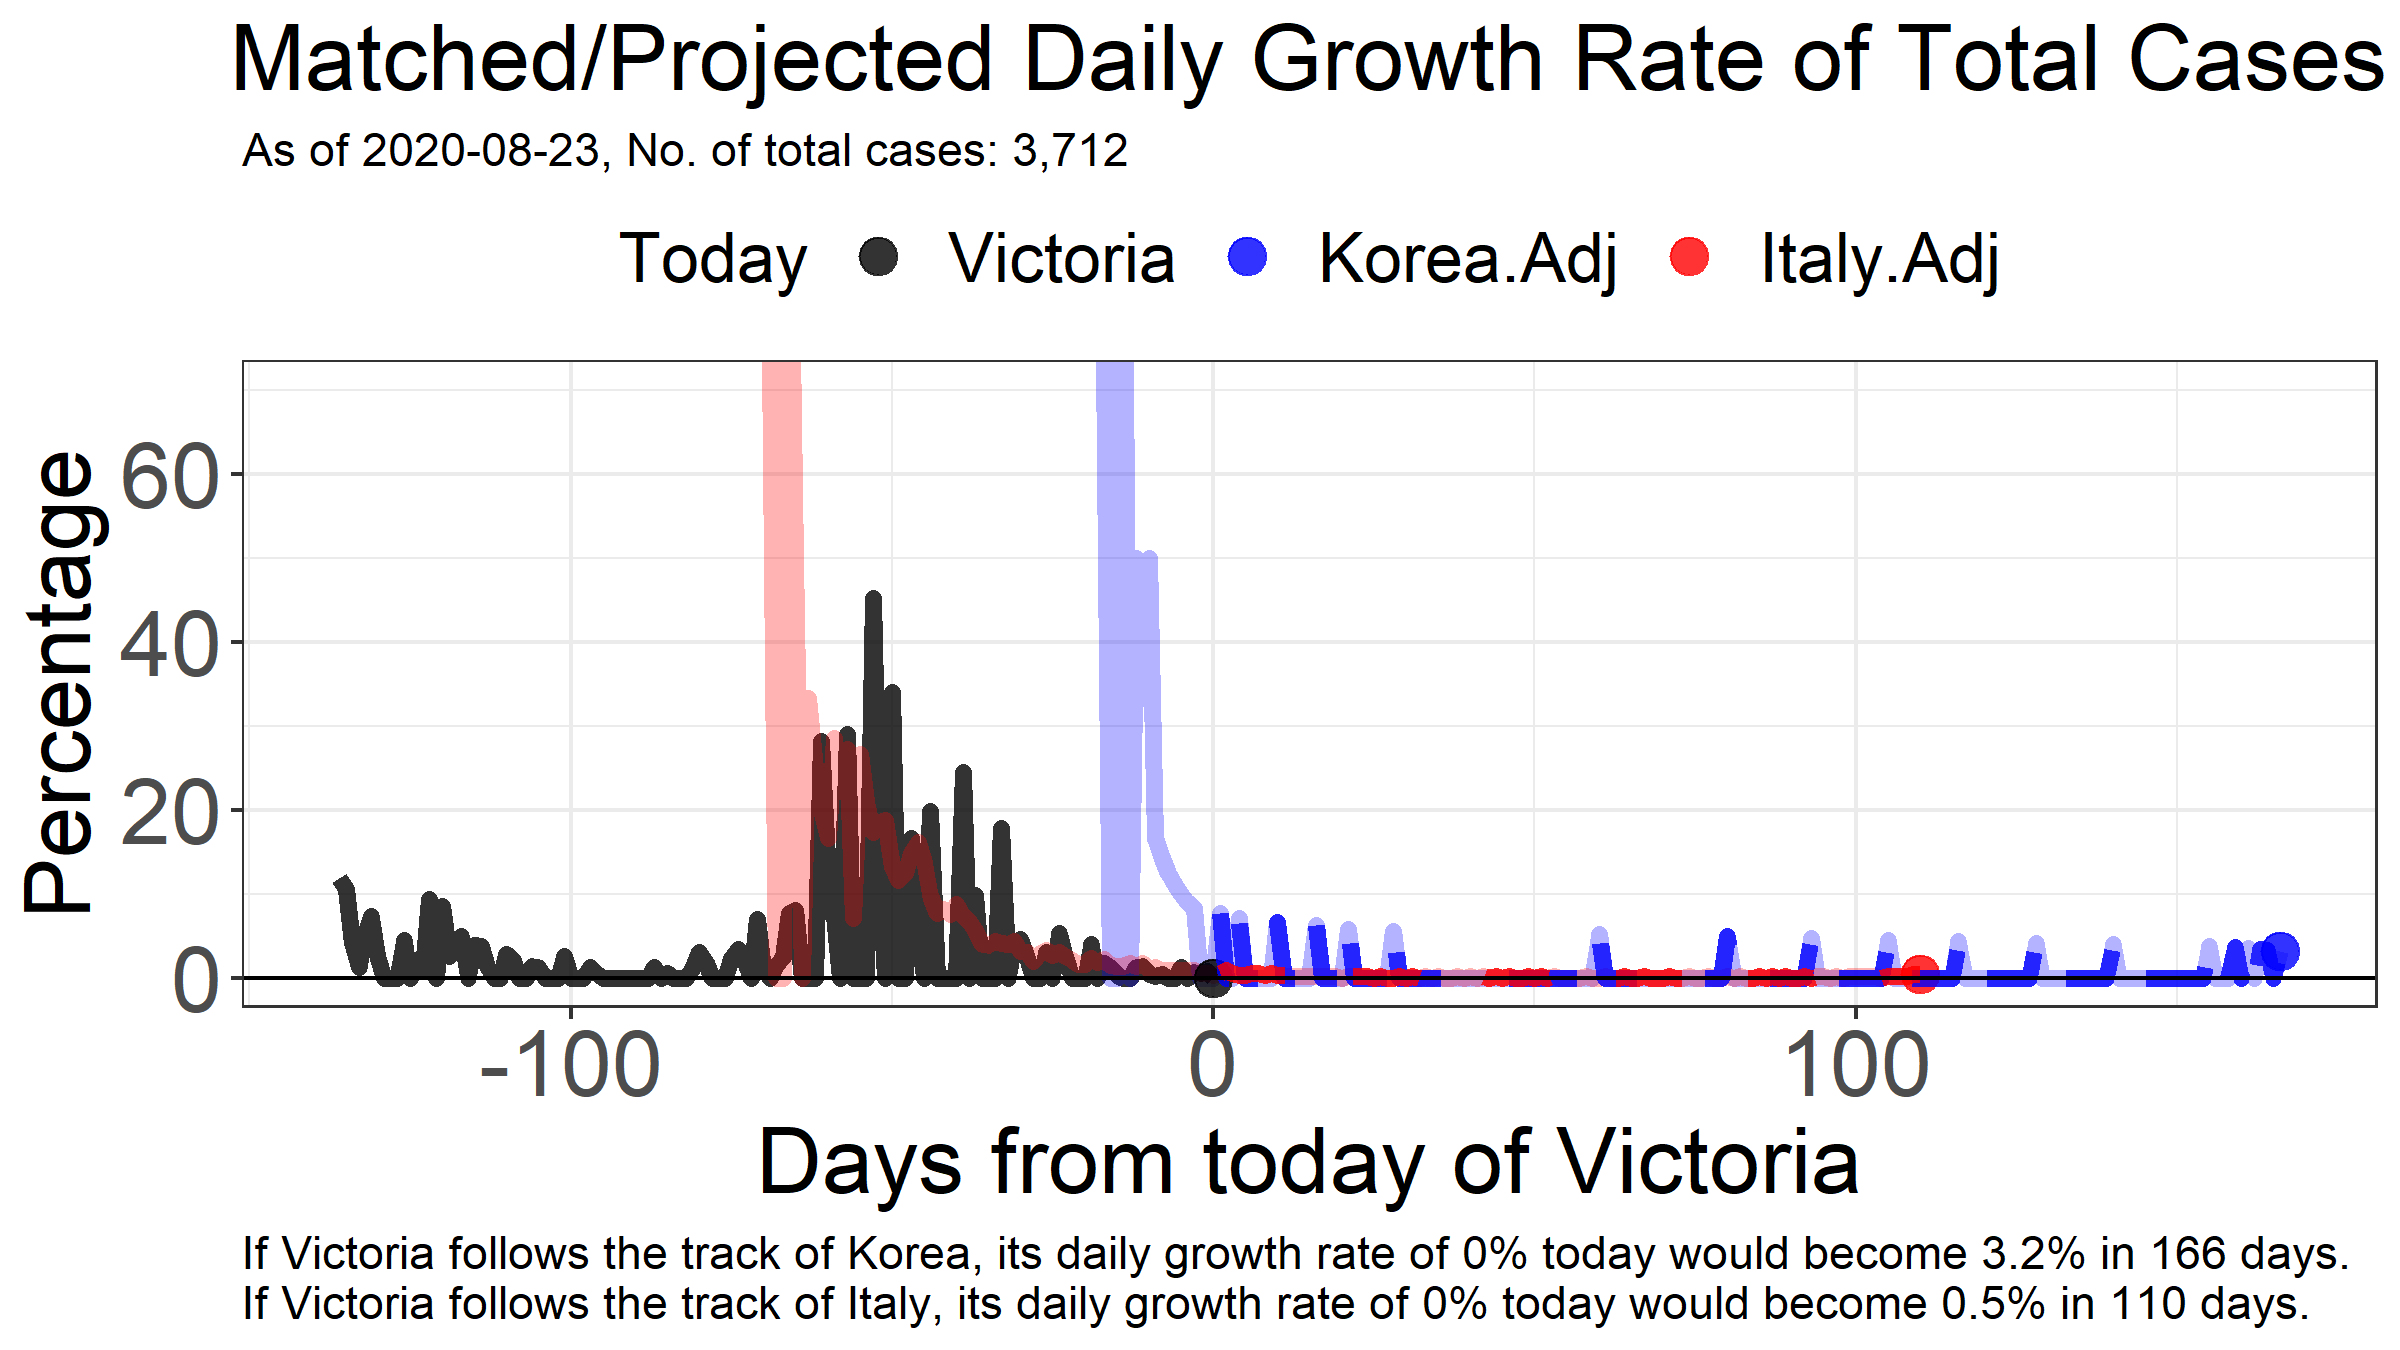 Matched/Projected Daily Growth Rate of Total Cases
As of 2020-08-23, No. of total cases: 3,712
Today Victoria Korea.Adj Italy.Adj
Percentage
60
40
20
0
-100 0 100
Days from today of Victoria
If Victoria follows the track of Korea, its daily growth rate of 0% today would become 3.2% in 166 days.
If Victoria follows the track of Italy, its daily growth rate of 0% today would become 0.5% in 110 days.